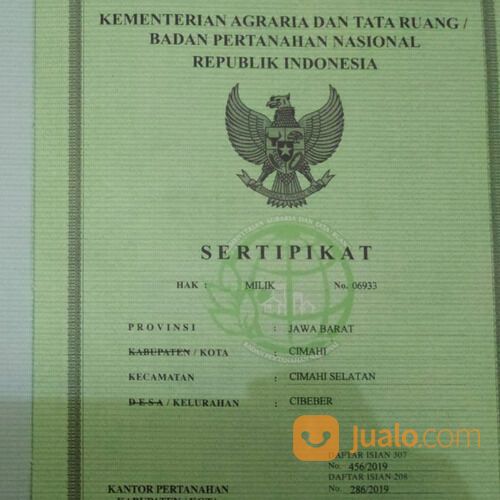 KEMENTERIAN AGRARIA DAN TATA RUANG /
BADAN PERTANAHAN NASIONAL
REPUBLIK INDONESIA
SERTIPIKAT
HAK : MILIK No. 06933
PROVINSI : JAWA BARAT
KABUPATEN / KOTA : CIMAHI
KECAMATAN : CIMAHI SELATAN
DESA / KELURAHAN : CIBEBER
jualo.com
DAFTAR ISIAN 307
No. 456/2019
DAFTAR ISIAN 208
No. 286/2019
KANTOR PERTANAHAN
KABUPATEN / KOTA